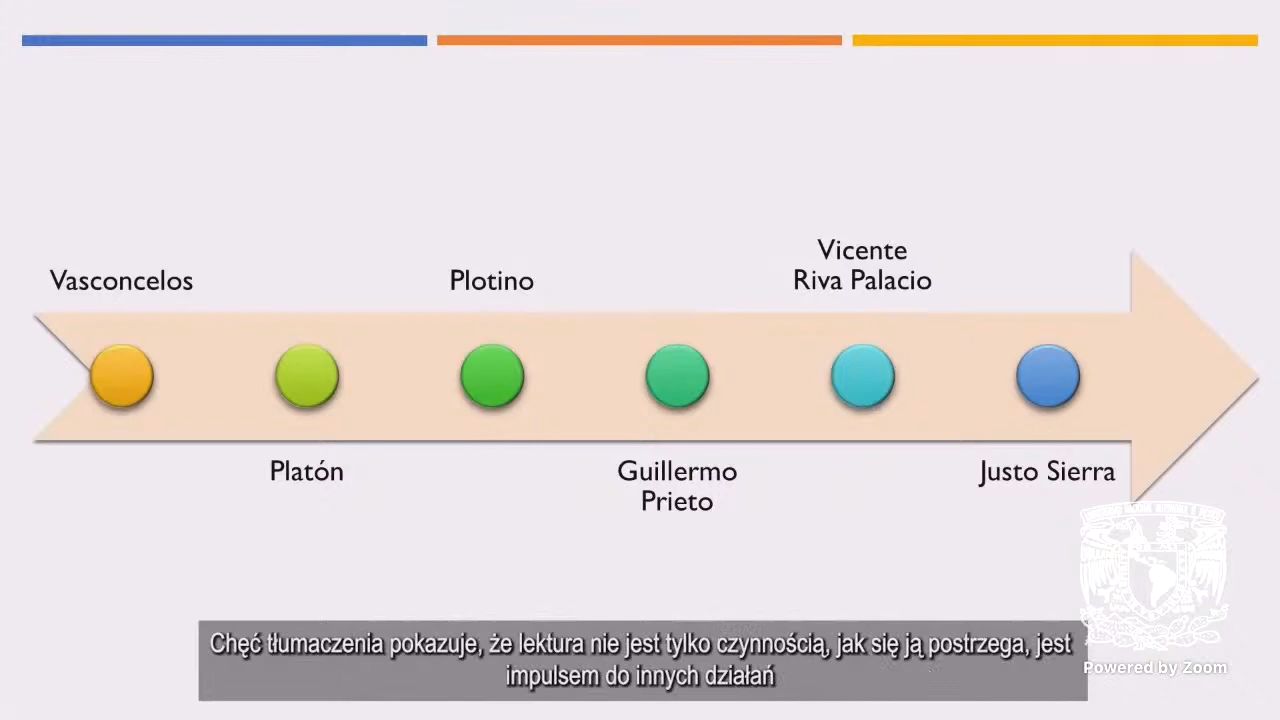 Vasconcelos
Plotino
Vicente
Riva Palacio
Platón
Guillermo
Prieto
Justo Sierra
Powered by Zoom
Chęć tłumaczenia pokazuje, że lektura nie jest tylko czynnością, jak się ją postrzega, jest
impulsem do innych działań